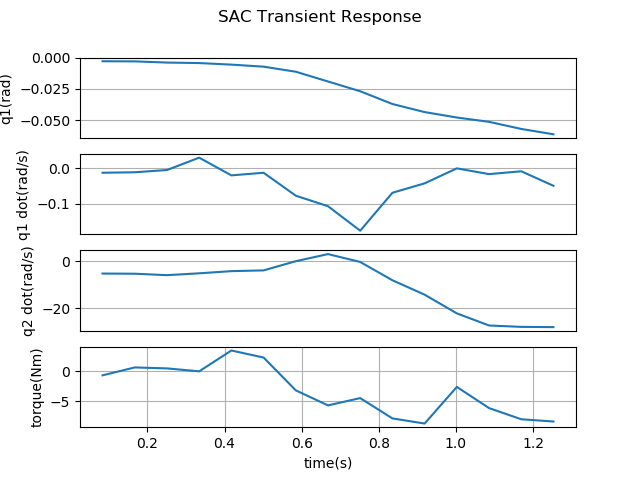 SAC Transient Response
0.000
−0.025
−0.050
q1(rad)
0.0
−0.1
q1 dot(rad/s)
0
−20
q2 dot(rad/s)
0
−5
torque(Nm)
0.2 0.4 0.6 0.8 1.0 1.2
time(s)